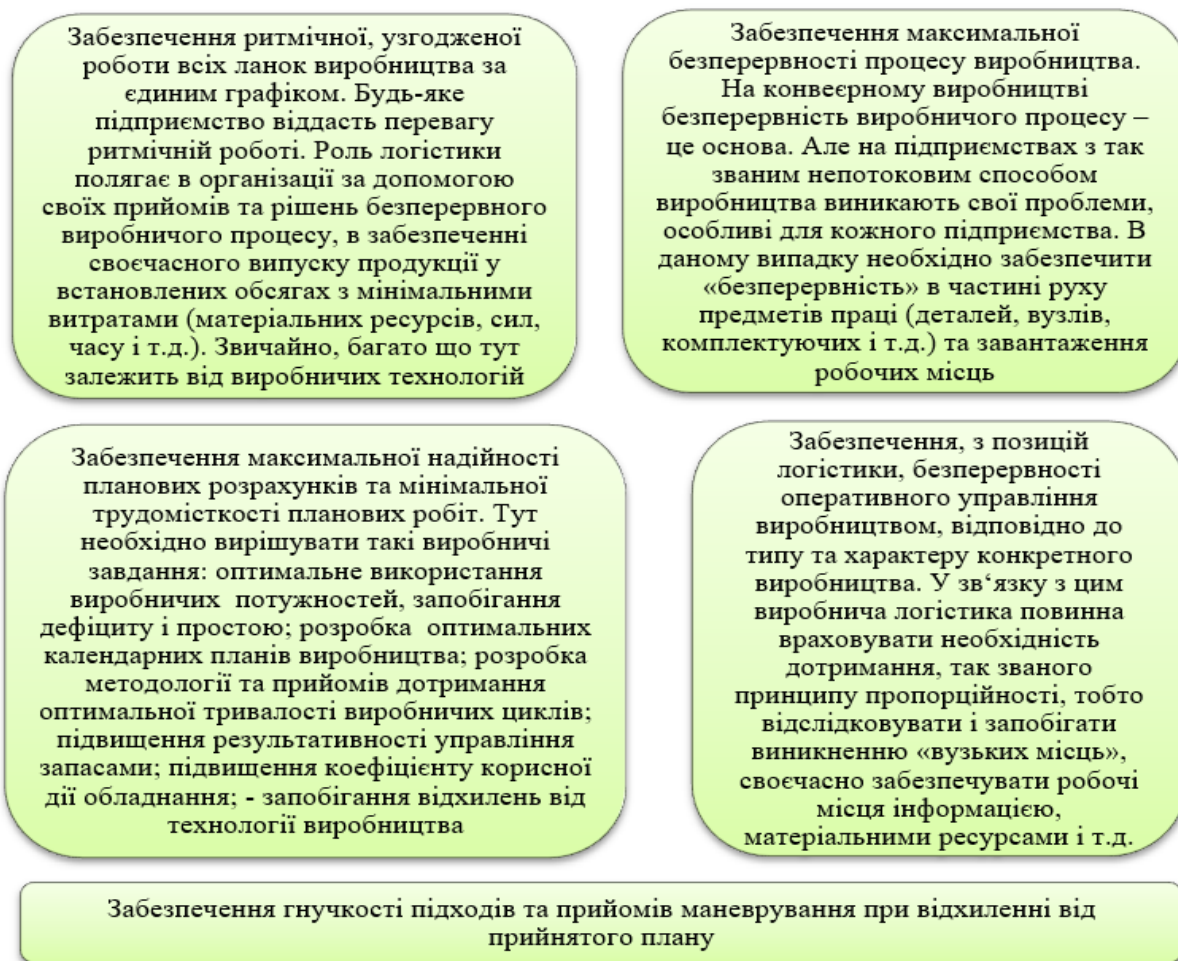 Забезпечення ритмічної, узгодженої
роботи всіх ланок виробництва за
єдиним графіком. Будь-яке
підприємство віддасть перевагу
ритмічній роботі. Роль логістики
полягає в організації за допомогою
своїх прийомів та рішень безперервного
виробничого процесу, в забезпеченні
своєчасного випуску продукції у
встановлених обсягах з мінімальними
витратами (матеріальних ресурсів, сил,
часу і т.д.). Звичайно, багато що тут
залежить від виробничих технологій
Забезпечення максимальної
безперервності процесу виробництва.
На конвеєрному виробництві
безперервність виробничого процесу –
це основа. Але на підприємствах з так
званим непотоковим способом
виробництва виникають свої проблеми,
особливі для кожного підприємства. В
даному випадку необхідно забезпечити
«безперервність» в частині руху
предметів праці (деталей, вузлів,
комплектуючих і т.д.) та завантаження
робочих місць
Забезпечення максимальної надійності
планових розрахунків та мінімальної
трудомісткості планових робіт. Тут
необхідно вирішувати такі виробничі
завдання: оптимальне використання
виробничих потужностей, запобігання
дефіциту і простою; розробка оптимальних
календарних планів виробництва; розробка
методології та прийомів дотримання
оптимальної тривалості виробничих циклів;
підвищення результативності управління
запасами; підвищення коефіцієнту корисної
дії обладнання; - запобігання відхилень від
технології виробництва
Забезпечення, з позицій
логістики, безперервності
оперативного управління
виробництвом, відповідно до
типу та характеру конкретного
виробництва. У зв‘язку з цим
виробнича логістика повинна
враховувати необхідність
дотримання, так званого
принципу пропорційності, тобто
відслідковувати і запобігати
виникненню «вузьких місць»,
своєчасно забезпечувати робочі
місця інформацією,
матеріальними ресурсами і т.д.
Забезпечення гнучкості підходів та прийомів маневрування при відхиленні від
прийнятого плану